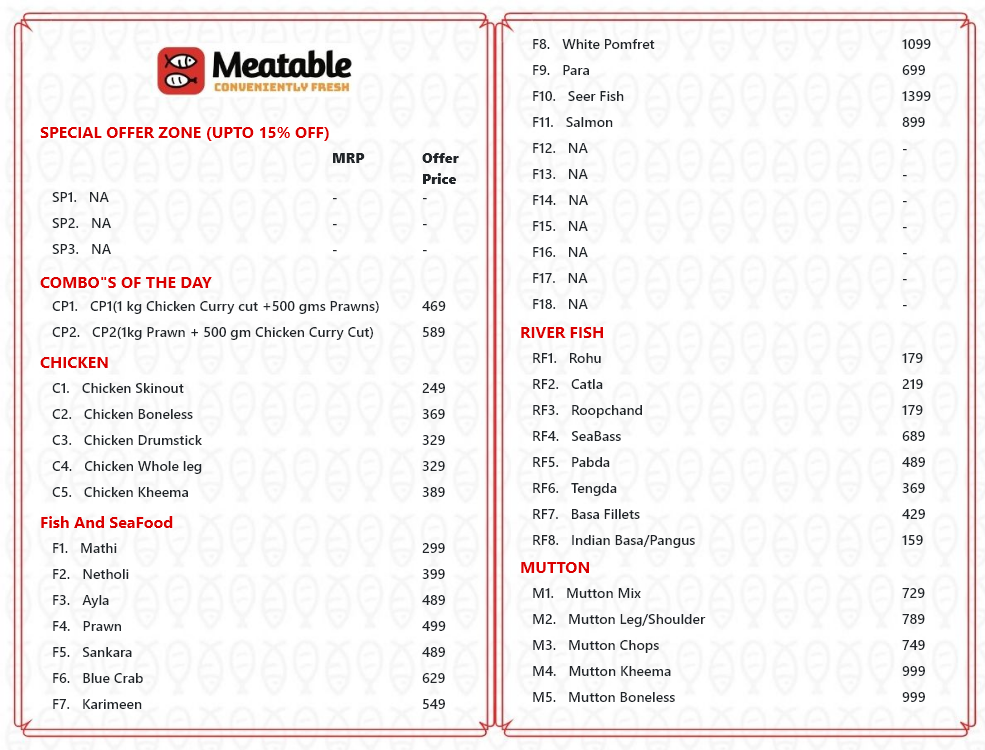 Meatable
CONVENIENTLY FRESH
SPECIAL OFFER ZONE (UPTO 15% OFF)
MRP Offer Price
SP1. NA - -
SP2. NA - -
SP3. NA - -
COMBO"S OF THE DAY
CP1. CP1(1 kg Chicken Curry cut +500 gms Prawns) 469
CP2. CP2(1kg Prawn + 500 gm Chicken Curry Cut) 589
CHICKEN
C1. Chicken Skinout 249
C2. Chicken Boneless 369
C3. Chicken Drumstick 329
C4. Chicken Whole leg 329
C5. Chicken Kheema 389
Fish And SeaFood
F1. Mathi 299
F2. Netholi 399
F3. Ayla 489
F4. Prawn 499
F5. Sankara 489
F6. Blue Crab 629
F7. Karimeen 549
F8. White Pomfret 1099
F9. Para 699
F10. Seer Fish 1399
F11. Salmon 899
F12. NA -
F13. NA -
F14. NA -
F15. NA -
F16. NA -
F17. NA -
F18. NA -
RIVER FISH
RF1. Rohu 179
RF2. Catla 219
RF3. Roopchand 179
RF4. SeaBass 689
RF5. Pabda 489
RF6. Tengda 369
RF7. Basa Fillets 429
RF8. Indian Basa/Pangus 159
MUTTON
M1. Mutton Mix 729
M2. Mutton Leg/Shoulder 789
M3. Mutton Chops 749
M4. Mutton Kheema 999
M5. Mutton Boneless 999